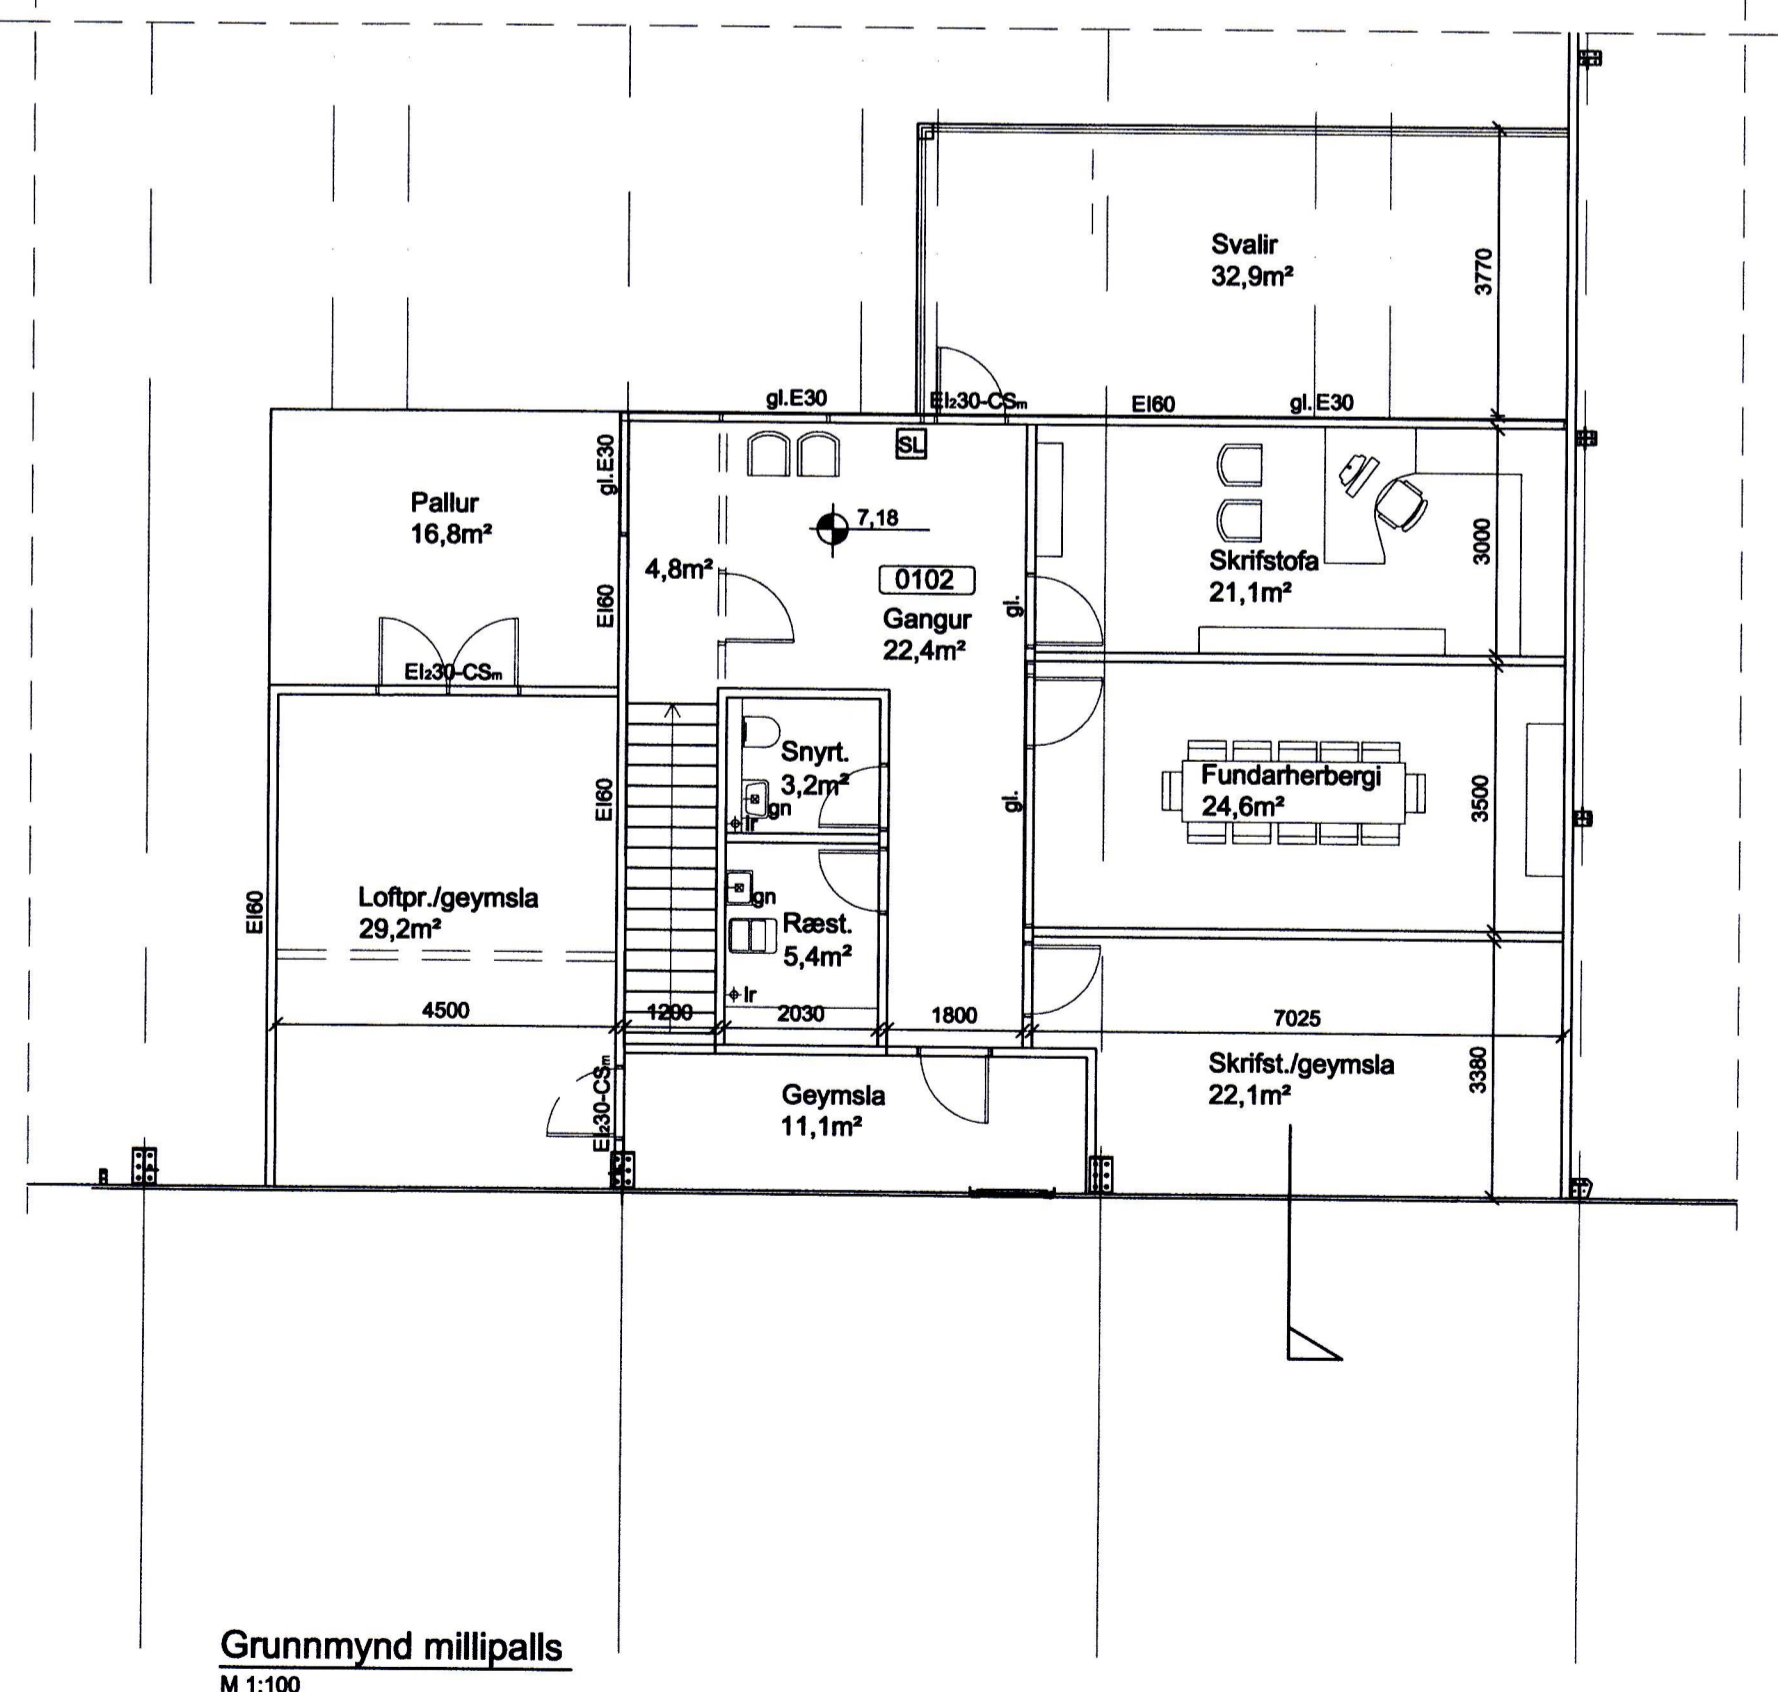 Svalir
32,9m²
3770
gl.E30
EI₂30-CSₘ
EI60
gl.E30
gl.E30
SL
Pallur
16,8m²
7,18
3000
Skrifstofa
21,1m²
4,8m²
0102
EI60
gl.
Gangur
22,4m²
EI₂30-CSₘ
Snyrt.
3,2m²
gn
lr
EI60
gl.
Fundarherbergi
24,6m²
3500
Loftpr./geymsla
29,2m²
EI60
gn
Ræst.
5,4m²
lr
4500
1200
2030
1800
7025
EI₂30-CSₘ
Geymsla
11,1m²
Skrifst./geymsla
22,1m²
3380
Grunnmynd millipalls
M 1:100